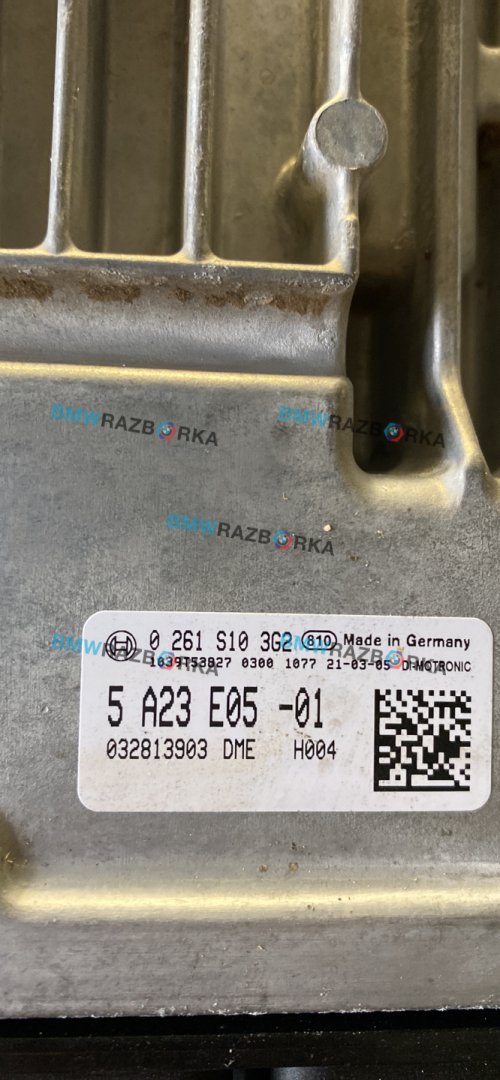 BMWRAZBORKA
BMWRAZBORKA
BMWRAZBORKA
0 261 S10 3G2 810 Made in Germany
1039T53827 0300 1077 21-03-05 DI-MOTRONIC
BMWRAZBORKA
BMWRAZBORKA
5 A23 E05 -01
032813903 DME H004